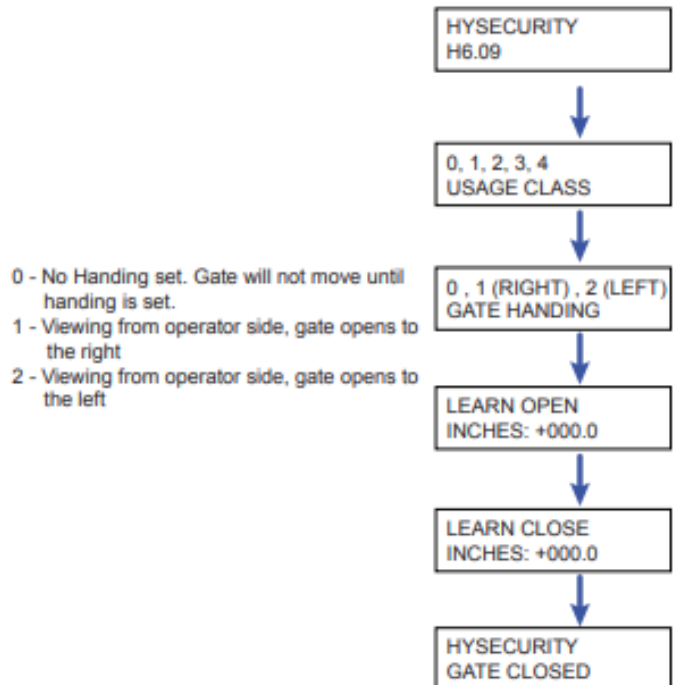 HYSECURITY
H6.09
0, 1, 2, 3, 4
USAGE CLASS
0 - No Handing set. Gate will not move until
handing is set.
1 - Viewing from operator side, gate opens to
the right
2 - Viewing from operator side, gate opens to
the left
0 , 1 (RIGHT) , 2 (LEFT)
GATE HANDING
LEARN OPEN
INCHES: +000.0
LEARN CLOSE
INCHES: +000.0
HYSECURITY
GATE CLOSED